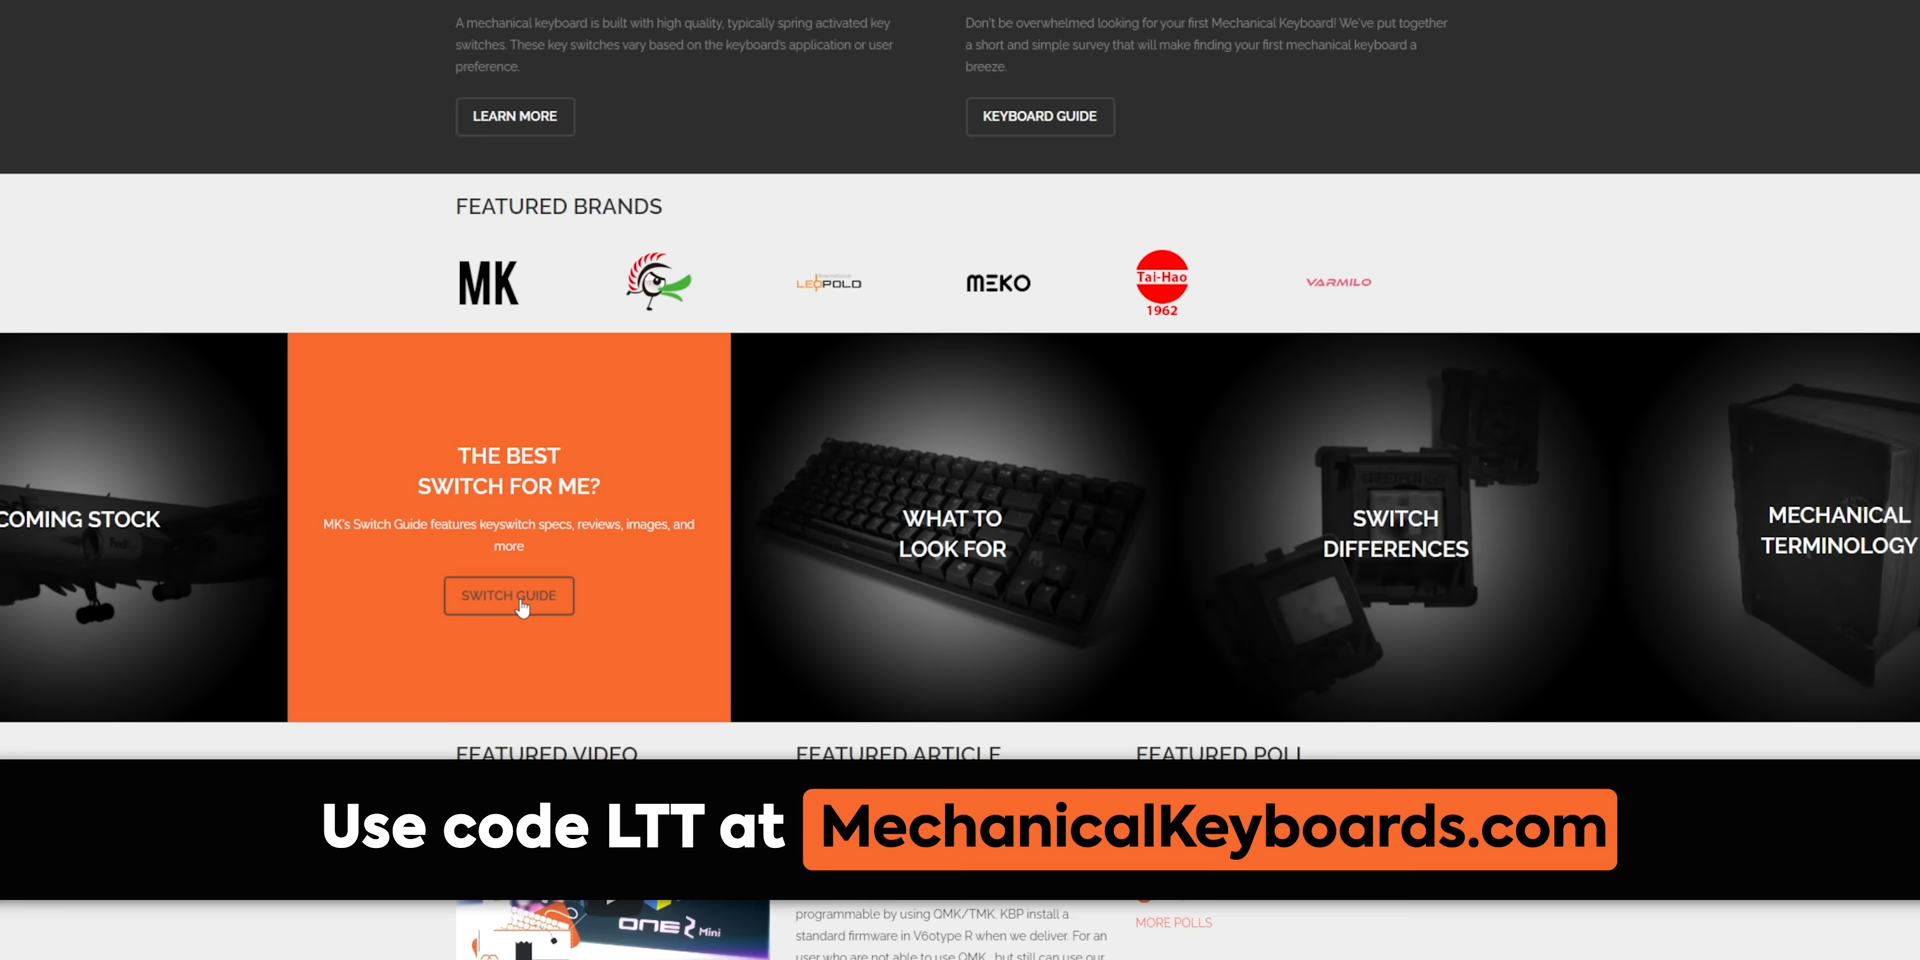 A mechanical keyboard is built with high quality, typically spring activated key
switches. These key switches vary based on the keyboard's application or user
preference.
LEARN MORE
Don't be overwhelmed looking for your first Mechanical Keyboard! We've put together
a short and simple survey that will make finding your first mechanical keyboard a
breeze.
KEYBOARD GUIDE
FEATURED BRANDS
MK
LEOPOLD
MEKO
Tai-Hao
1962
VARMILO
COMING STOCK
THE BEST
SWITCH FOR ME?
MK's Switch Guide features keyswitch specs, reviews, images, and
more
SWITCH GUIDE
WHAT TO
LOOK FOR
SWITCH
DIFFERENCES
MECHANICAL
TERMINOLOGY
FEATURED VIDEO
FEATURED ARTICLE
FEATURED POLL
Use code LTT at MechanicalKeyboards.com
ONE 2 Mini
programmable by using QMK/TMK. KBP install a
standard firmware in V60type R when we deliver. For an
user who are not able to use QMK, but still can use our
MORE POLLS